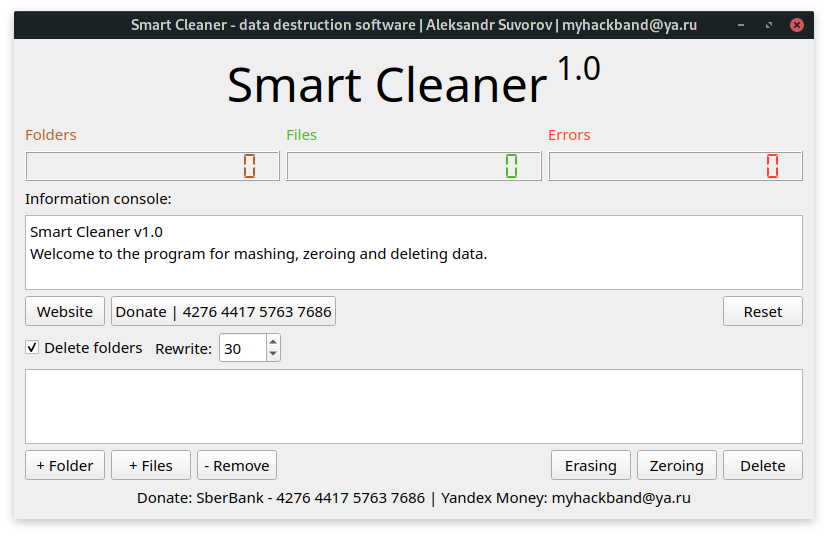 Smart Cleaner - data destruction software | Aleksandr Suvorov | myhackband@ya.ru
Smart Cleaner 1.0
Folders Files Errors
0 0 0
Information console:
Smart Cleaner v1.0
Welcome to the program for mashing, zeroing and deleting data.
Website Donate | 4276 4417 5763 7686 Reset
Delete folders Rewrite: 30
+ Folder + Files - Remove Erasing Zeroing Delete
Donate: SberBank - 4276 4417 5763 7686 | Yandex Money: myhackband@ya.ru